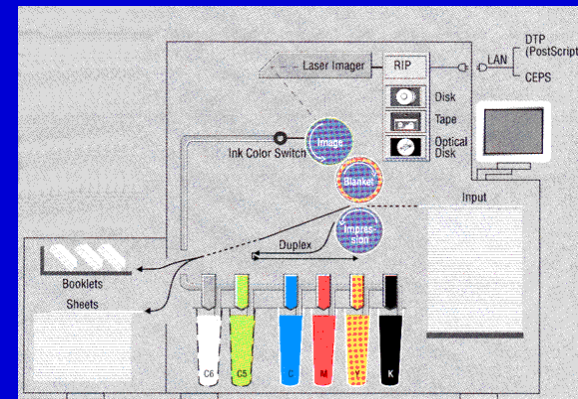 DTP
(PostScript
Laser Imager
RIP
LAN
CEPS
Disk
Tape
Optical
Disk
Image
Ink Color Switch
Blanket
Input
Impres-
sion
Duplex
Booklets
Sheets
C6
C5
C
M
Y
K